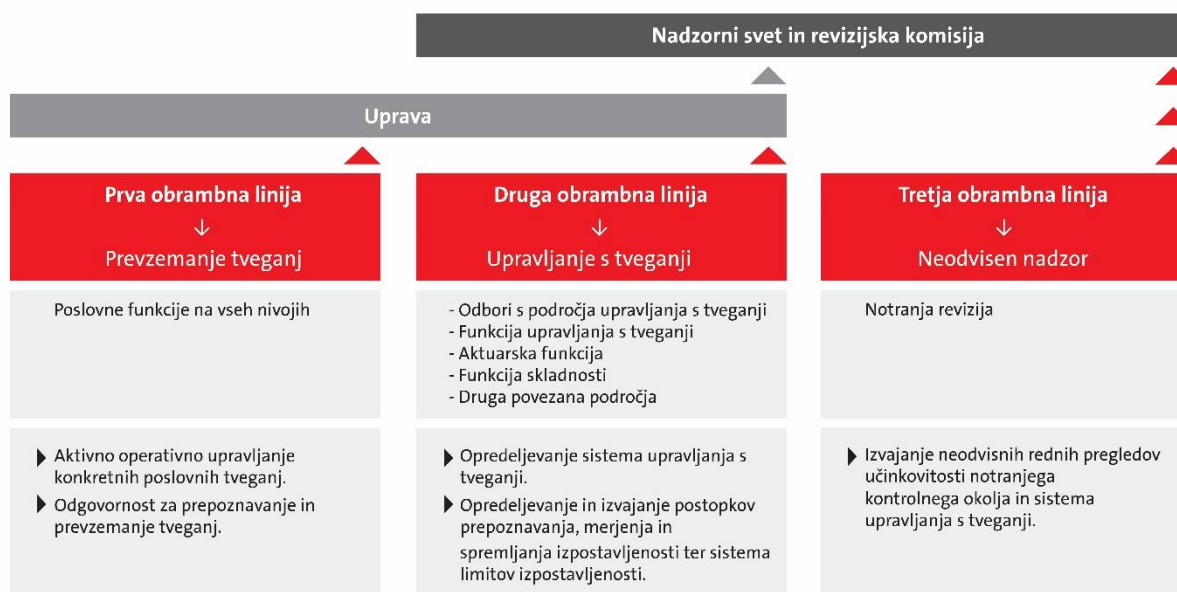 Nadzorni svet in revizijska komisija
Uprava
Prva obrambna linija
↓
Prevzemanje tveganj
Poslovne funkcije na vseh nivojih
▶ Aktivno operativno upravljanje
konkretnih poslovnih tveganj.
▶ Odgovornost za prepoznavanje in
prevzemanje tveganj.
Druga obrambna linija
↓
Upravljanje s tveganji
- Odbori s področja upravljanja s tveganji
- Funkcija upravljanja s tveganji
- Aktuarska funkcija
- Funkcija skladnosti
- Druga povezana področja
▶ Opredeljevanje sistema upravljanja s
tveganji.
▶ Opredeljevanje in izvajanje postopkov
prepoznavanja, merjenja in
spremljanja izpostavljenosti ter sistema
limitov izpostavljenosti.
Tretja obrambna linija
↓
Neodvisen nadzor
Notranja revizija
▶ Izvajanje neodvisnih rednih pregledov
učinkovitosti notranjega
kontrolnega okolja in sistema
upravljanja s tveganji.